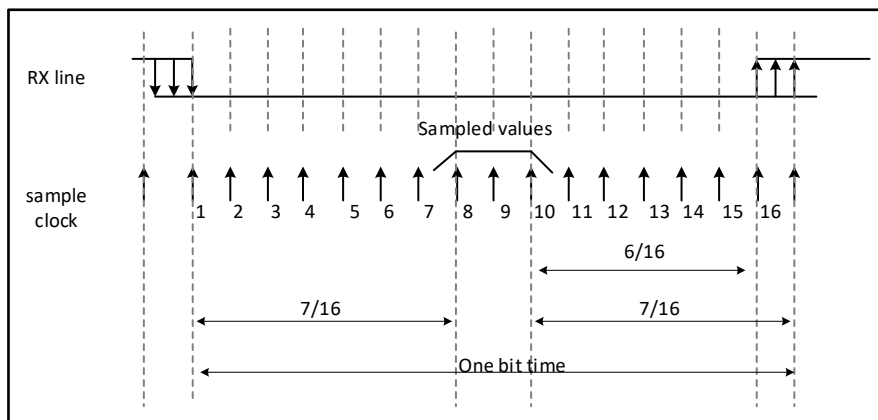 RX line
Sampled values
sample
clock
1 2 3 4 5 6 7 8 9 10 11 12 13 14 15 16
6/16
7/16 7/16
One bit time